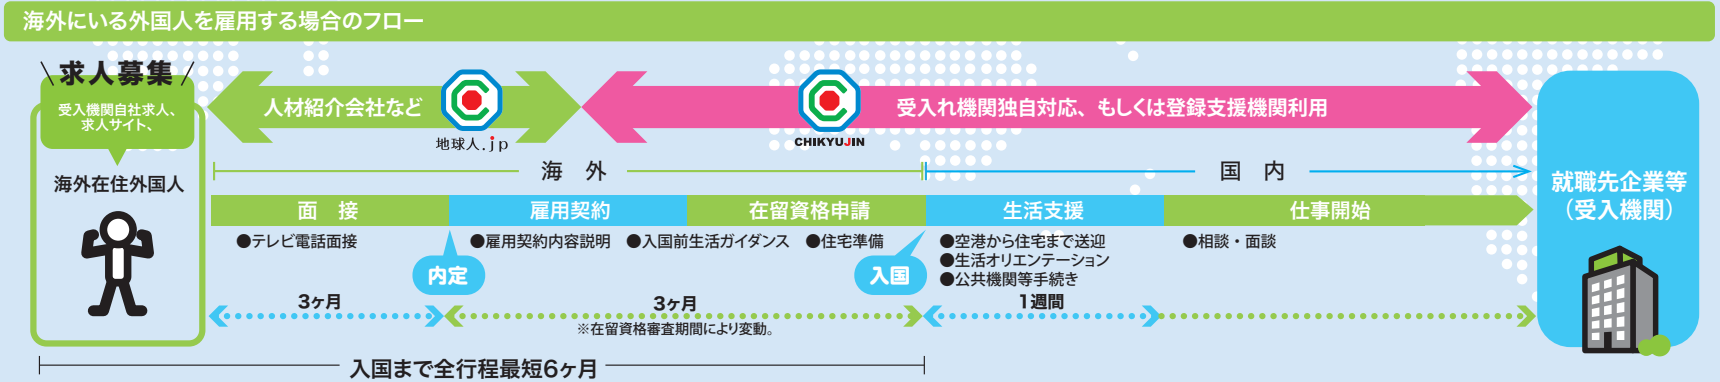 海外にいる外国人を雇用する場合のフロー
求人募集
受入機関自社求人、
求人サイト、
海外在住外国人
人材紹介会社など
地球人.jp
CHIKYUJIN
受入れ機関独自対応、もしくは登録支援機関利用
海 外
国 内
面 接
雇用契約
在留資格申請
生活支援
仕事開始
●テレビ電話面接
●雇用契約内容説明
●入国前生活ガイダンス
●住宅準備
●空港から住宅まで送迎
●生活オリエンテーション
●公共機関等手続き
●相談・面談
内定
入国
3ヶ月
3ヶ月
※在留資格審査期間により変動。
1週間
入国まで全行程最短6ヶ月
就職先企業等
（受入機関）